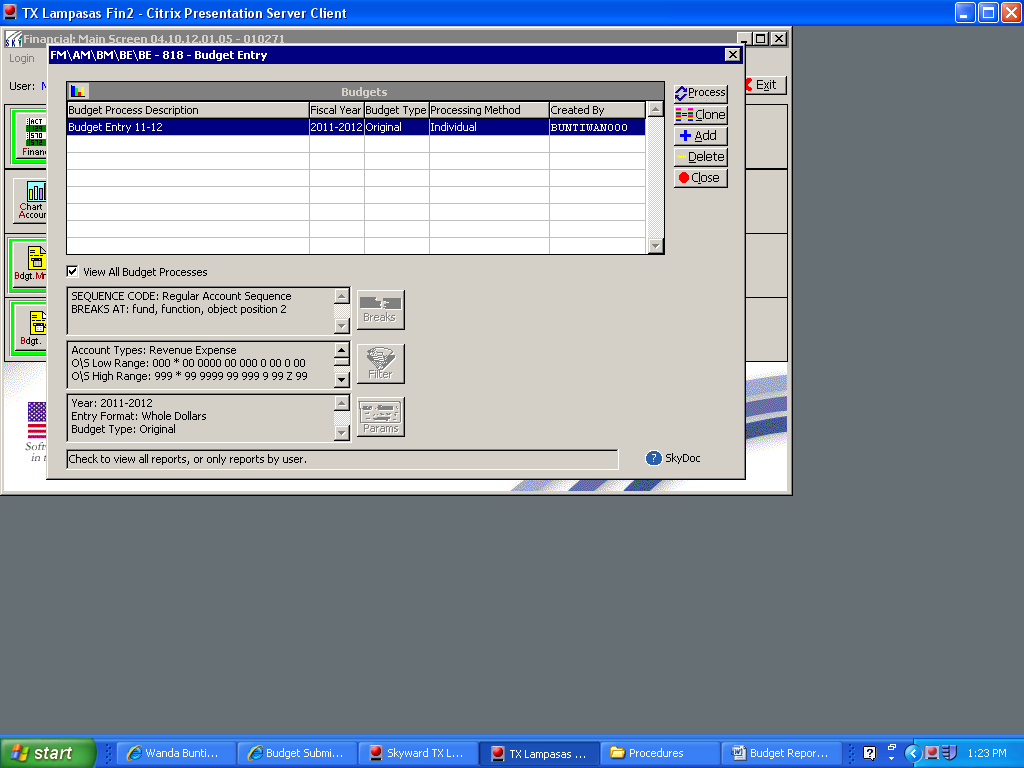 TX Lampasas Fin2 - Citrix Presentation Server Client
Financial: Main Screen 04.10.12.01.05 - 010271
Login
FM\AM\BM\BE\BE - 818 - Budget Entry
User:
Exit
Budgets
Budget Process Description Fiscal Year Budget Type Processing Method Created By
Budget Entry 11-12 2011-2012 Original Individual BUNTIWAN000
Process
Clone
Add
Delete
Close
Financ
Chart
Accour
Bdgt.Mr
Bdgt.
View All Budget Processes
SEQUENCE CODE: Regular Account Sequence
BREAKS AT: fund, function, object position 2
Breaks
Account Types: Revenue Expense
O\S Low Range: 000 * 00 0000 00 000 0 00 0 00
O\S High Range: 999 * 99 9999 99 999 9 99 Z 99
Filter
Year: 2011-2012
Entry Format: Whole Dollars
Budget Type: Original
Params
Soft
in t
Check to view all reports, or only reports by user.
? SkyDoc
start
Wanda Bunti...
Budget Submi...
Skyward TX L...
TX Lampasas ...
Procedures
Budget Repor...
1:23 PM